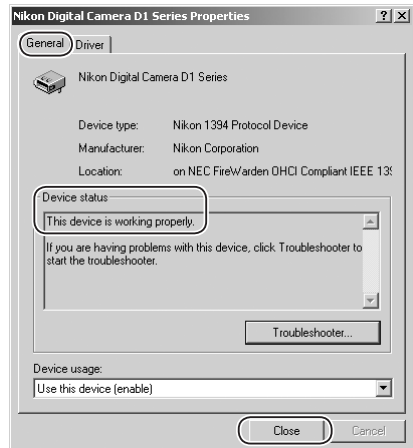 Nikon Digital Camera D1 Series Properties
General Driver
Nikon Digital Camera D1 Series
Device type: Nikon 1394 Protocol Device
Manufacturer: Nikon Corporation
Location: on NEC FireWarden OHCI Compliant IEEE 139
Device status
This device is working properly.
If you are having problems with this device, click Troubleshooter to
start the troubleshooter.
Troubleshooter...
Device usage:
Use this device (enable)
Close Cancel